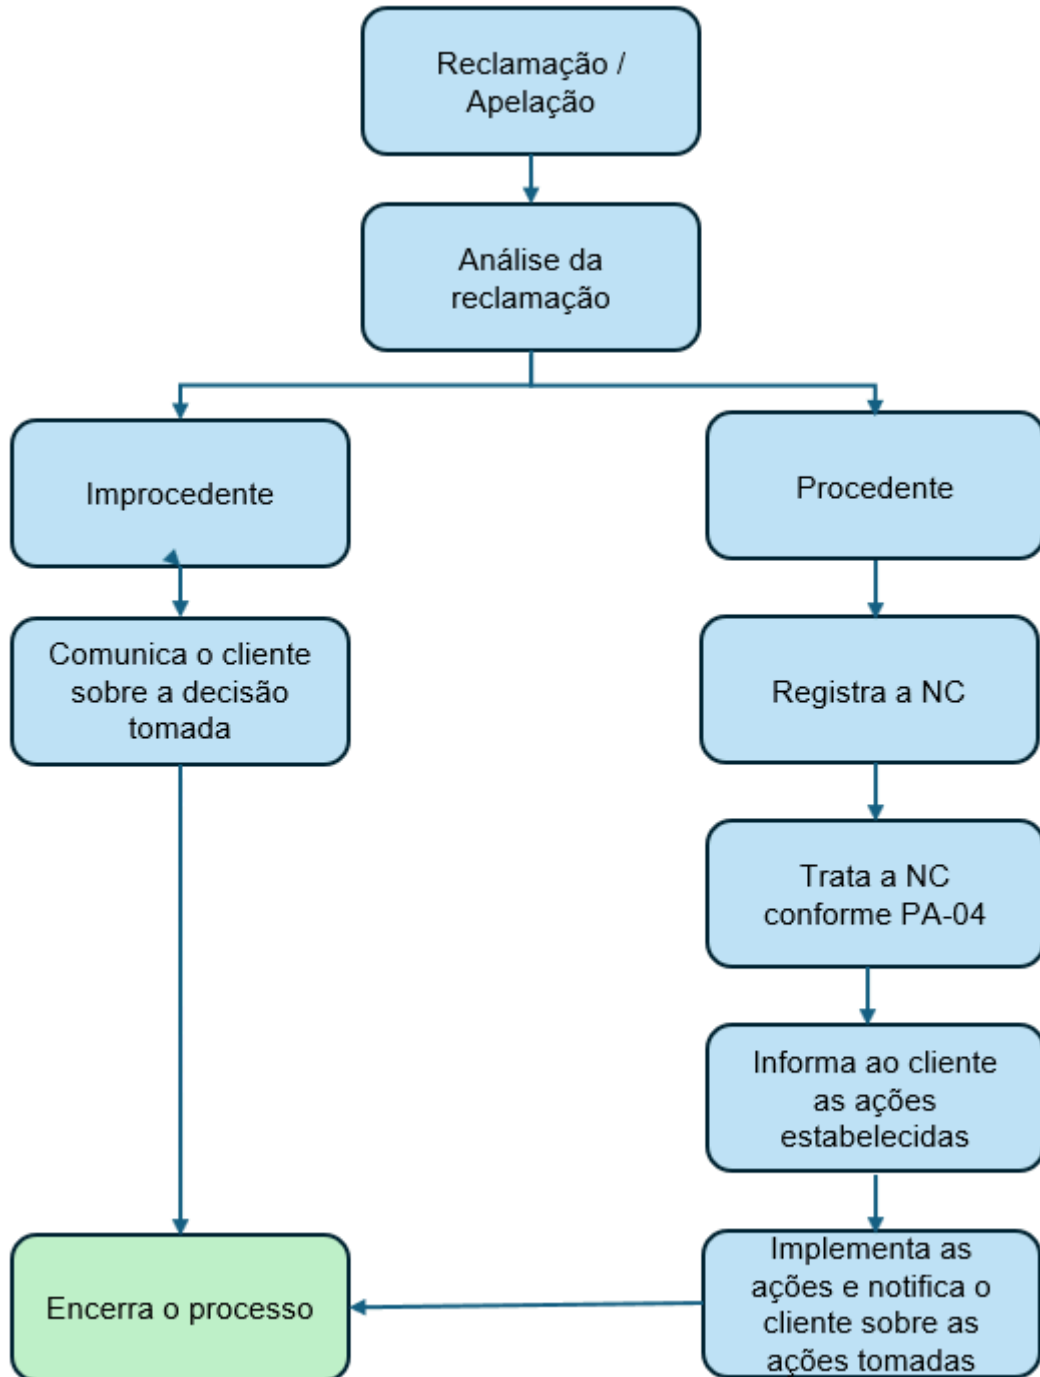 Reclamação /
Apelação
Análise da
reclamação
Improcedente
Procedente
Comunica o cliente
sobre a decisão
tomada
Registra a NC
Trata a NC
conforme PA-04
Informa ao cliente
as ações
estabelecidas
Encerra o processo
Implementa as
ações e notifica o
cliente sobre as
ações tomadas